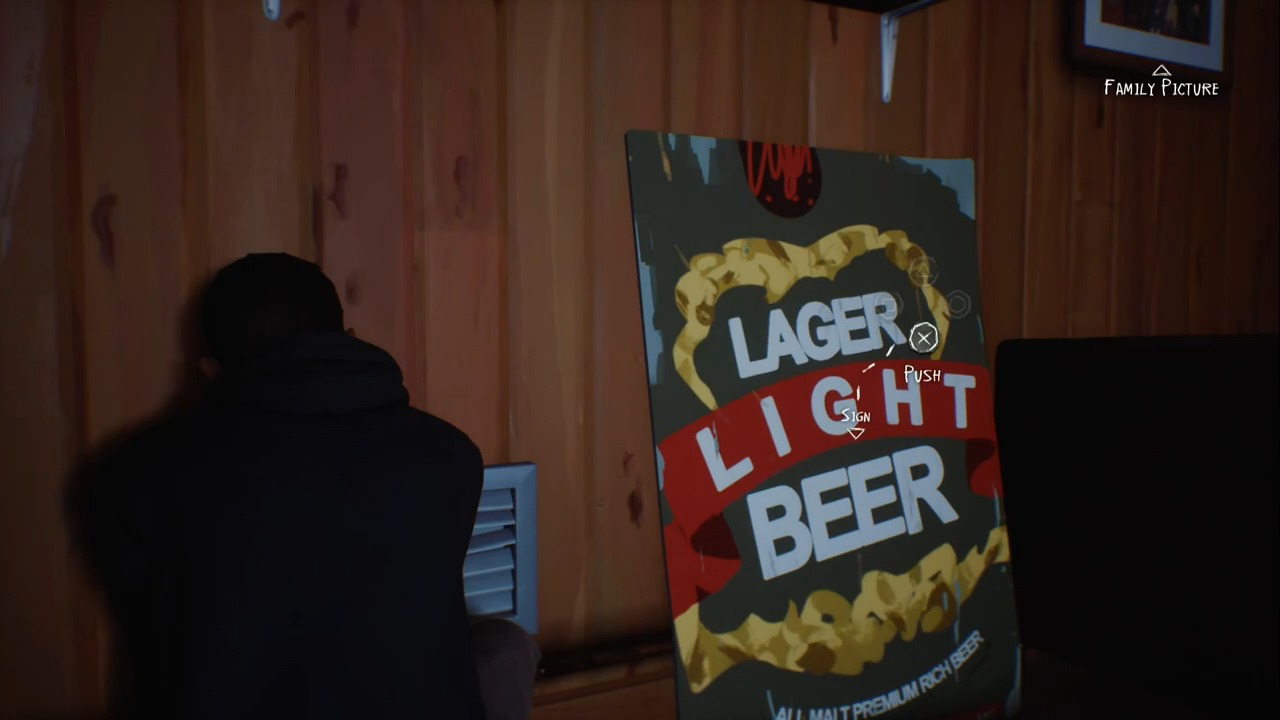 FAMILY PICTURE
LAGER
PUSH
LIGHT
SIGN
BEER
ALL MALT PREMIUM RICH BEER